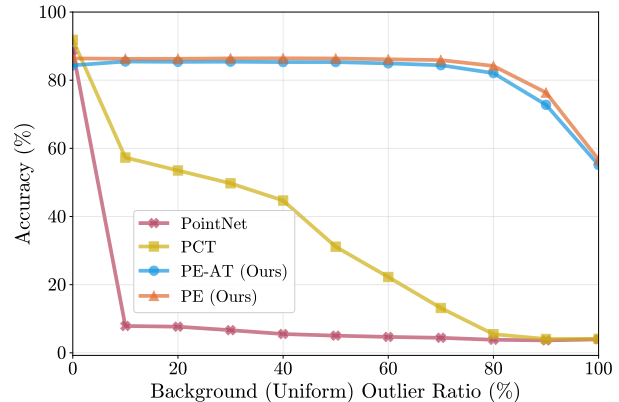 100
80
60
40
20
0
Accuracy (%)
PointNet
PCT
PE-AT (Ours)
PE (Ours)
0 20 40 60 80 100
Background (Uniform) Outlier Ratio (%)